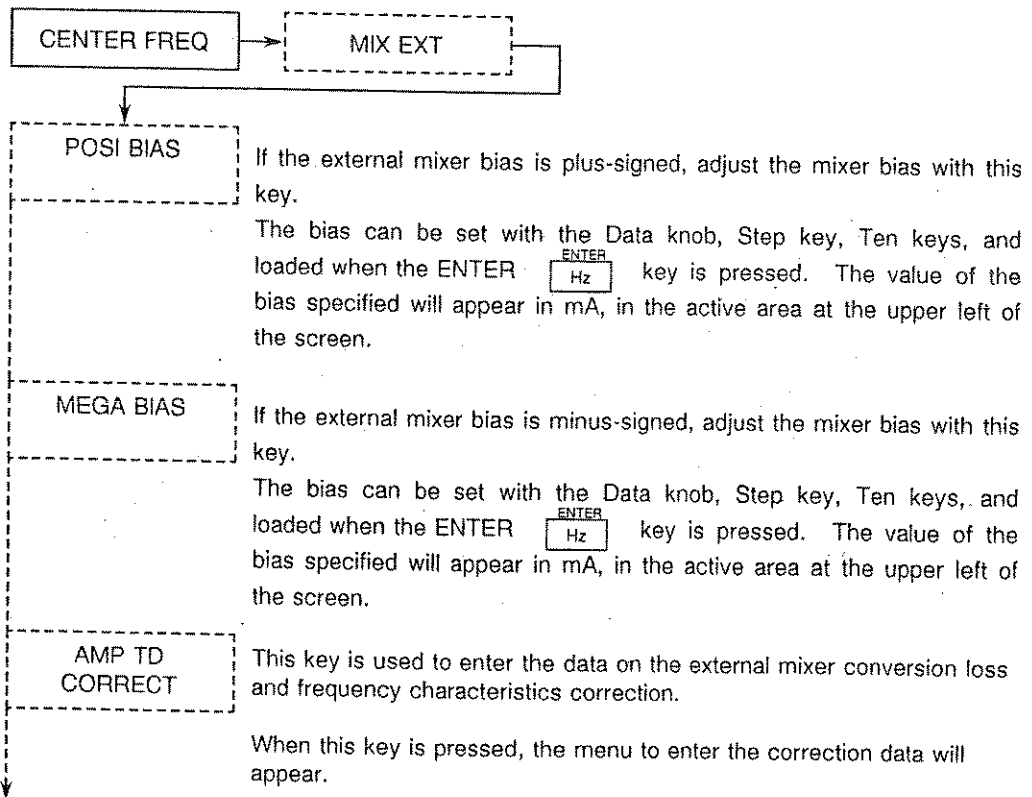 CENTER FREQ
MIX EXT
POSI BIAS
If the external mixer bias is plus-signed, adjust the mixer bias with this
key.
The bias can be set with the Data knob, Step key, Ten keys, and
ENTER
loaded when the ENTER Hz key is pressed. The value of the
bias specified will appear in mA, in the active area at the upper left of
the screen.
MEGA BIAS
If the external mixer bias is minus-signed, adjust the mixer bias with this
key.
The bias can be set with the Data knob, Step key, Ten keys, and
ENTER
loaded when the ENTER Hz key is pressed. The value of the
bias specified will appear in mA, in the active area at the upper left of
the screen.
AMP TD
CORRECT
This key is used to enter the data on the external mixer conversion loss
and frequency characteristics correction.
When this key is pressed, the menu to enter the correction data will
appear.